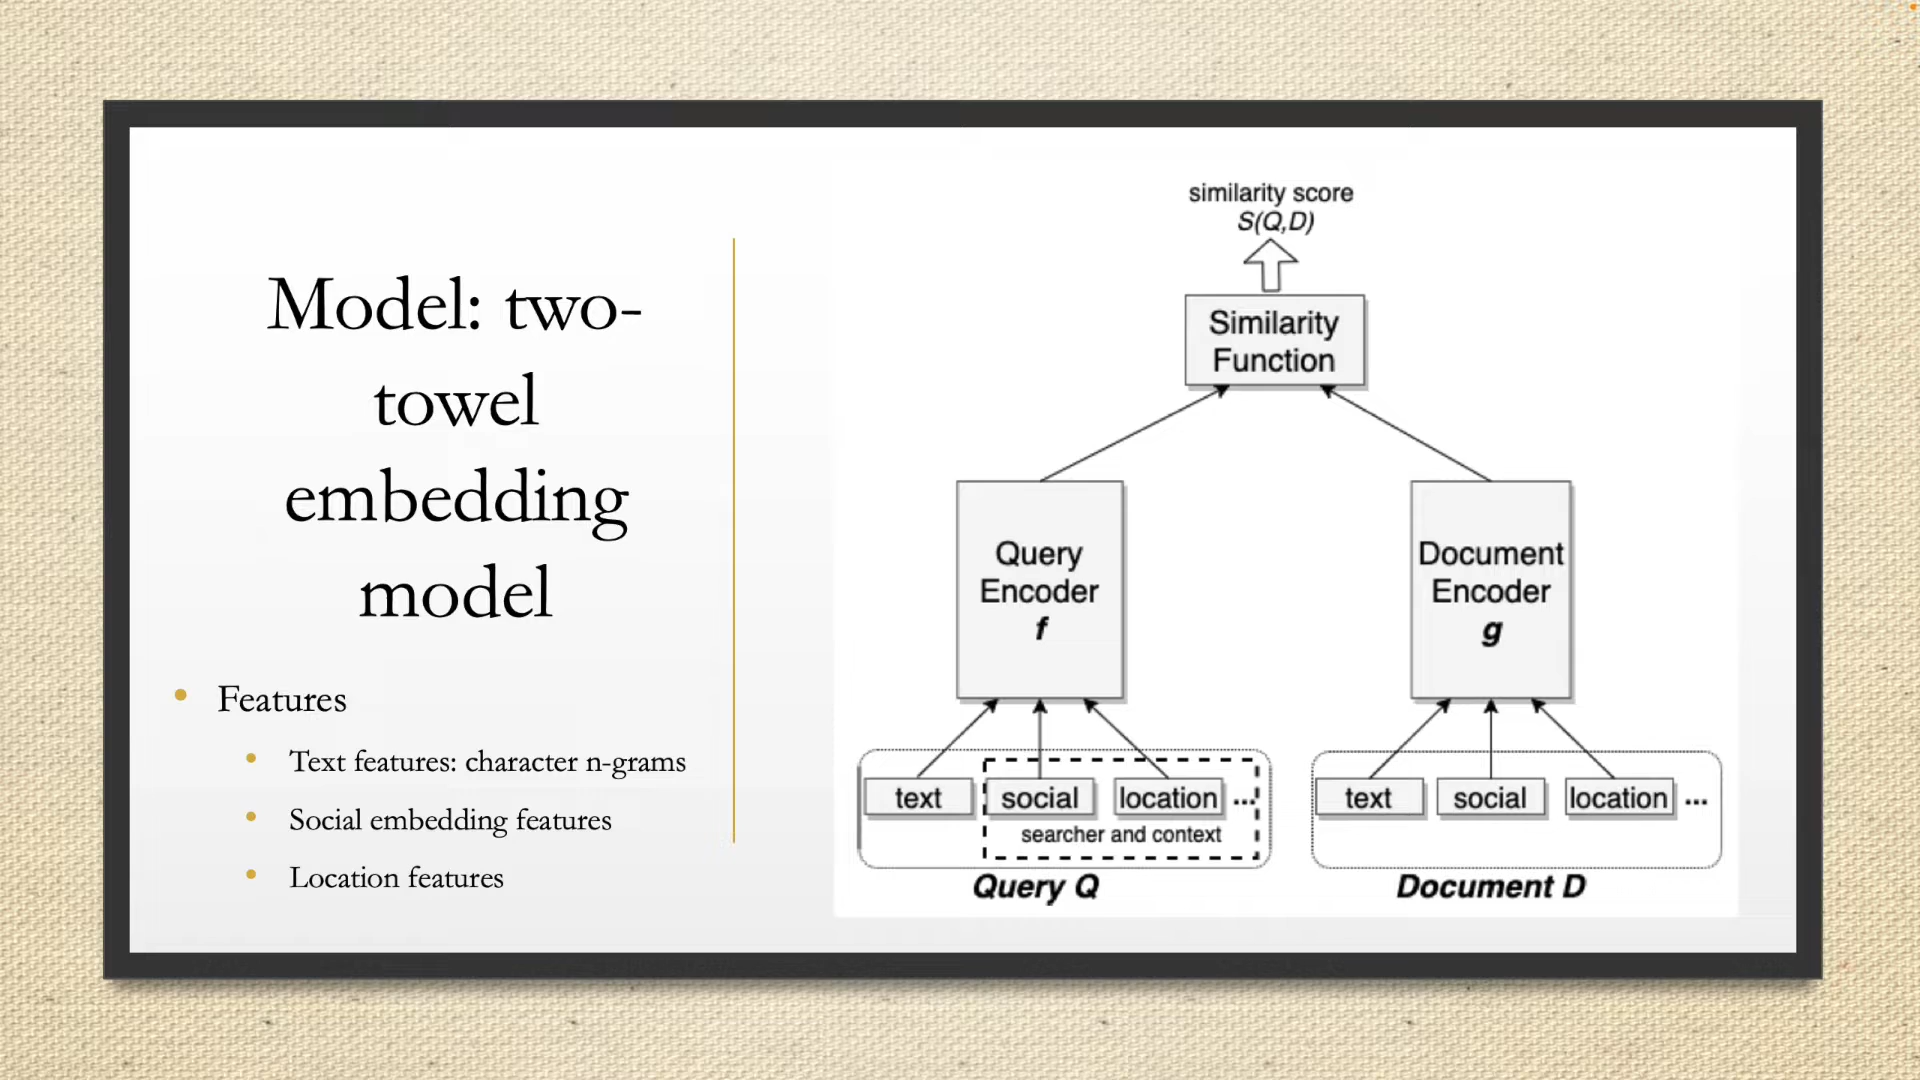 Model: two-
towel
embedding
model
Features
Text features: character n-grams
Social embedding features
Location features
similarity score
S(Q,D)
Similarity
Function
Query
Encoder
f
Document
Encoder
g
text social location ...
searcher and context
Query Q
text social location ...
Document D